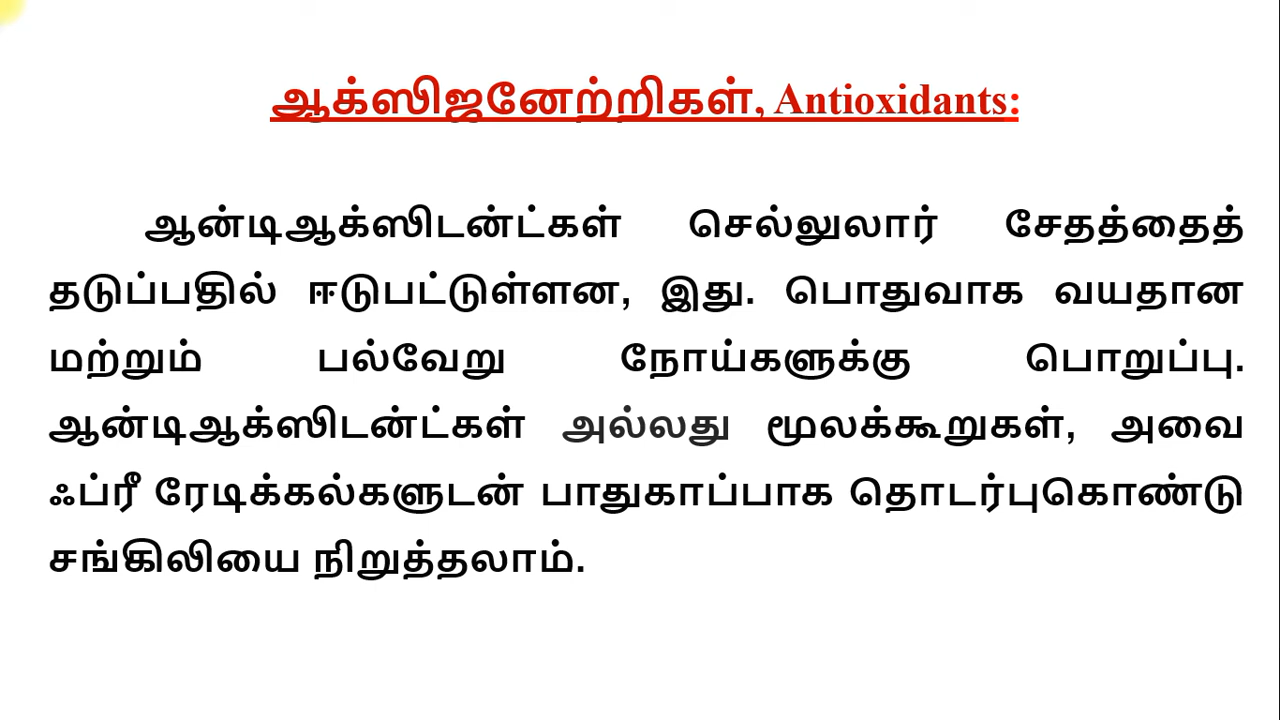 ஆக்ஸிஜனேற்றிகள், Antioxidants:
ஆன்டிஆக்ஸிடன்ட்கள் செல்லுலார் சேதத்தைத்
தடுப்பதில் ஈடுபட்டுள்ளன, இது. பொதுவாக வயதான
மற்றும் பல்வேறு நோய்களுக்கு பொறுப்பு.
ஆன்டிஆக்ஸிடன்ட்கள் அல்லது மூலக்கூறுகள், அவை
ஃப்ரீ ரேடிக்கல்களுடன் பாதுகாப்பாக தொடர்புகொண்டு
சங்கிலியை நிறுத்தலாம்.